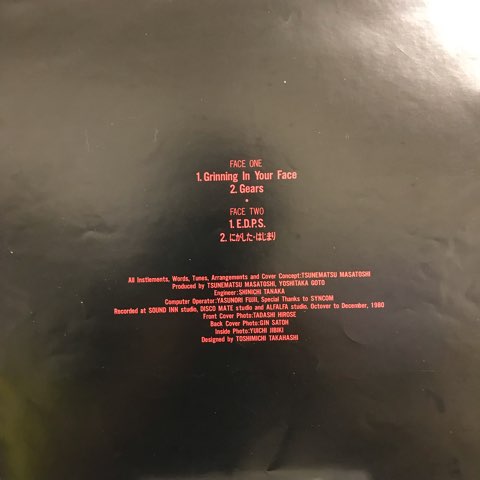 FACE ONE
1. Grinning In Your Face
2. Gears
*
FACE TWO
1. E.D.P.S.
2. にがした・はじまり
All Instlements, Words, Tunes, Arrangements and Cover Concept:TSUNEMATSU MASATOSHI
Produced by TSUNEMATSU MASATOSHI, YOSHITAKA GOTO
Engineer:SHINICHI TANAKA
Computer Operator:YASUNORI FUJII, Special Thanks to SYNCOM
Recorded at SOUND INN studio, DISCO MATE studio and ALFALFA studio. Octover to December, 1980
Front Cover Photo:TADASHI HIROSE
Back Cover Photo:GIN SATOH
Inside Photo:YUICHI JIBIKI
Designed by TOSHIMICHI TAKAHASHI